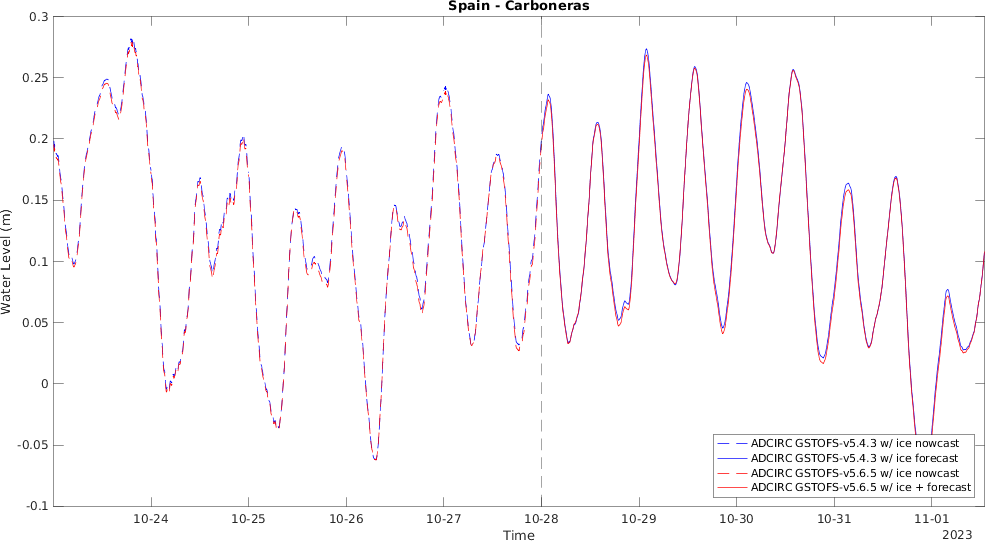 Spain - Carboneras
0.3
0.25
0.2
0.15
0.1
0.05
0
-0.05
-0.1
Water Level (m)
10-24
10-25
10-26
10-27
10-28
10-29
10-30
10-31
11-01
Time
2023
ADCIRC GSTOFS-v5.4.3 w/ ice nowcast
ADCIRC GSTOFS-v5.4.3 w/ ice forecast
ADCIRC GSTOFS-v5.6.5 w/ ice nowcast
ADCIRC GSTOFS-v5.6.5 w/ ice + forecast